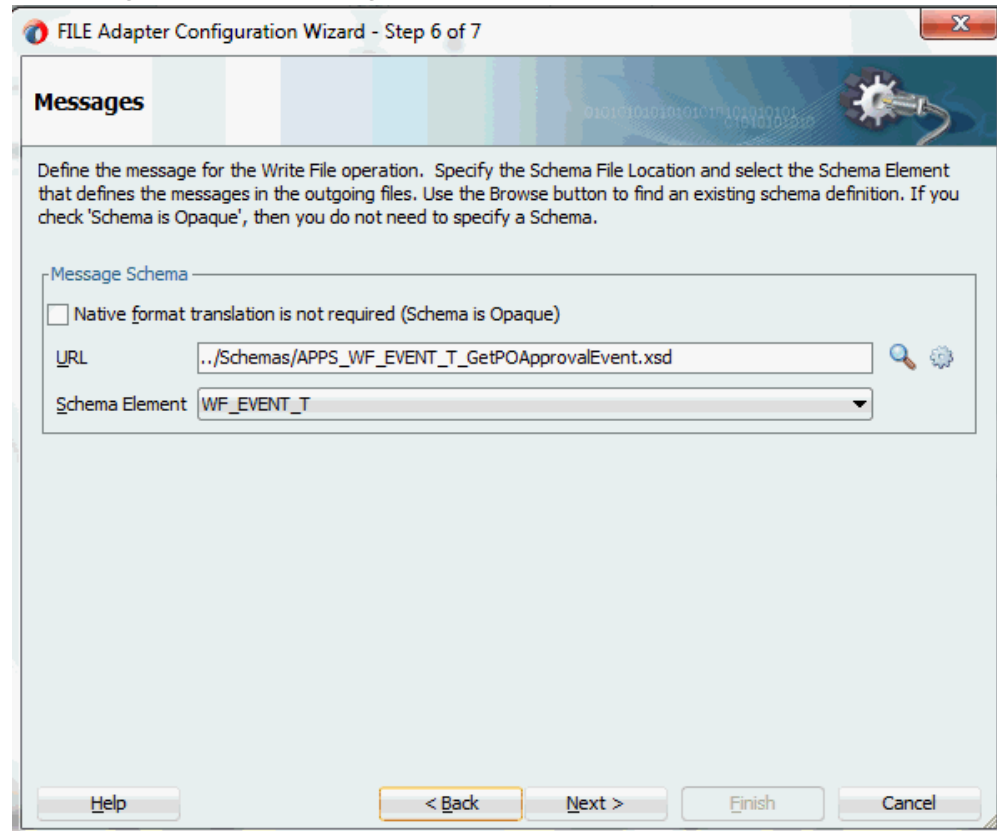 FILE Adapter Configuration Wizard - Step 6 of 7
Messages
Define the message for the Write File operation. Specify the Schema File Location and select the Schema Element
that defines the messages in the outgoing files. Use the Browse button to find an existing schema definition. If you
check 'Schema is Opaque', then you do not need to specify a Schema.
Message Schema
Native format translation is not required (Schema is Opaque)
URL ../Schemas/APPS_WF_EVENT_T_GetPOApprovalEvent.xsd
Schema Element WF_EVENT_T
Help < Back Next > Finish Cancel